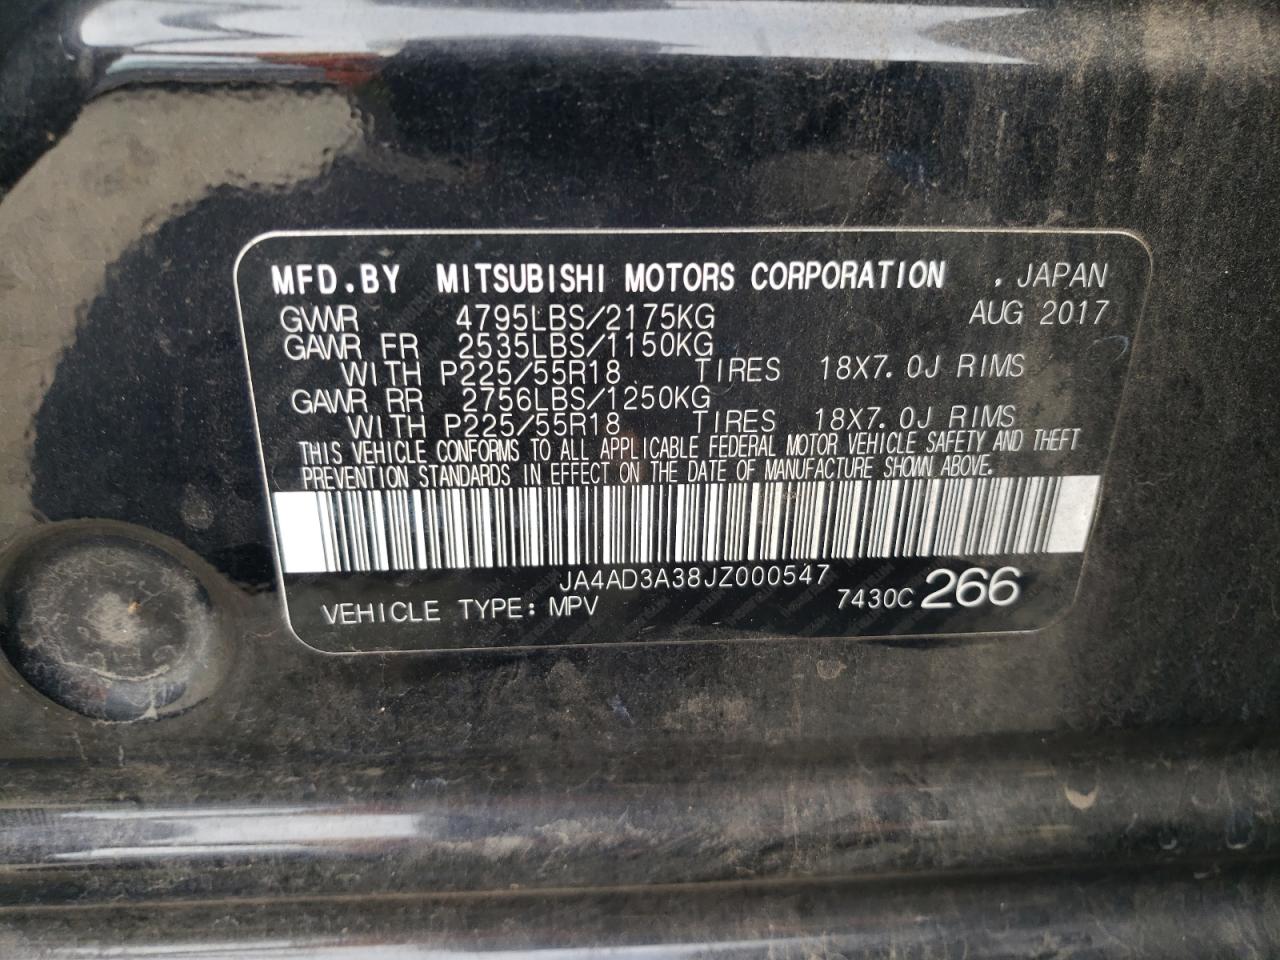 MFD.BY MITSUBISHI MOTORS CORPORATION . JAPAN
GVWR 4795LBS/2175KG AUG 2017
GAWR FR 2535LBS/1150KG
WITH P225/55R18 TIRES 18X7.0J RIMS
GAWR RR 2756LBS/1250KG
WITH P225/55R18 TIRES 18X7.0J RIMS
THIS VEHICLE CONFORMS TO ALL APPLICABLE FEDERAL MOTOR VEHICLE SAFETY AND THEFT
PREVENTION STANDARDS IN EFFECT ON THE DATE OF MANUFACTURE SHOWN ABOVE.
JA4AD3A38JZ000547
VEHICLE TYPE: MPV 7430C 266